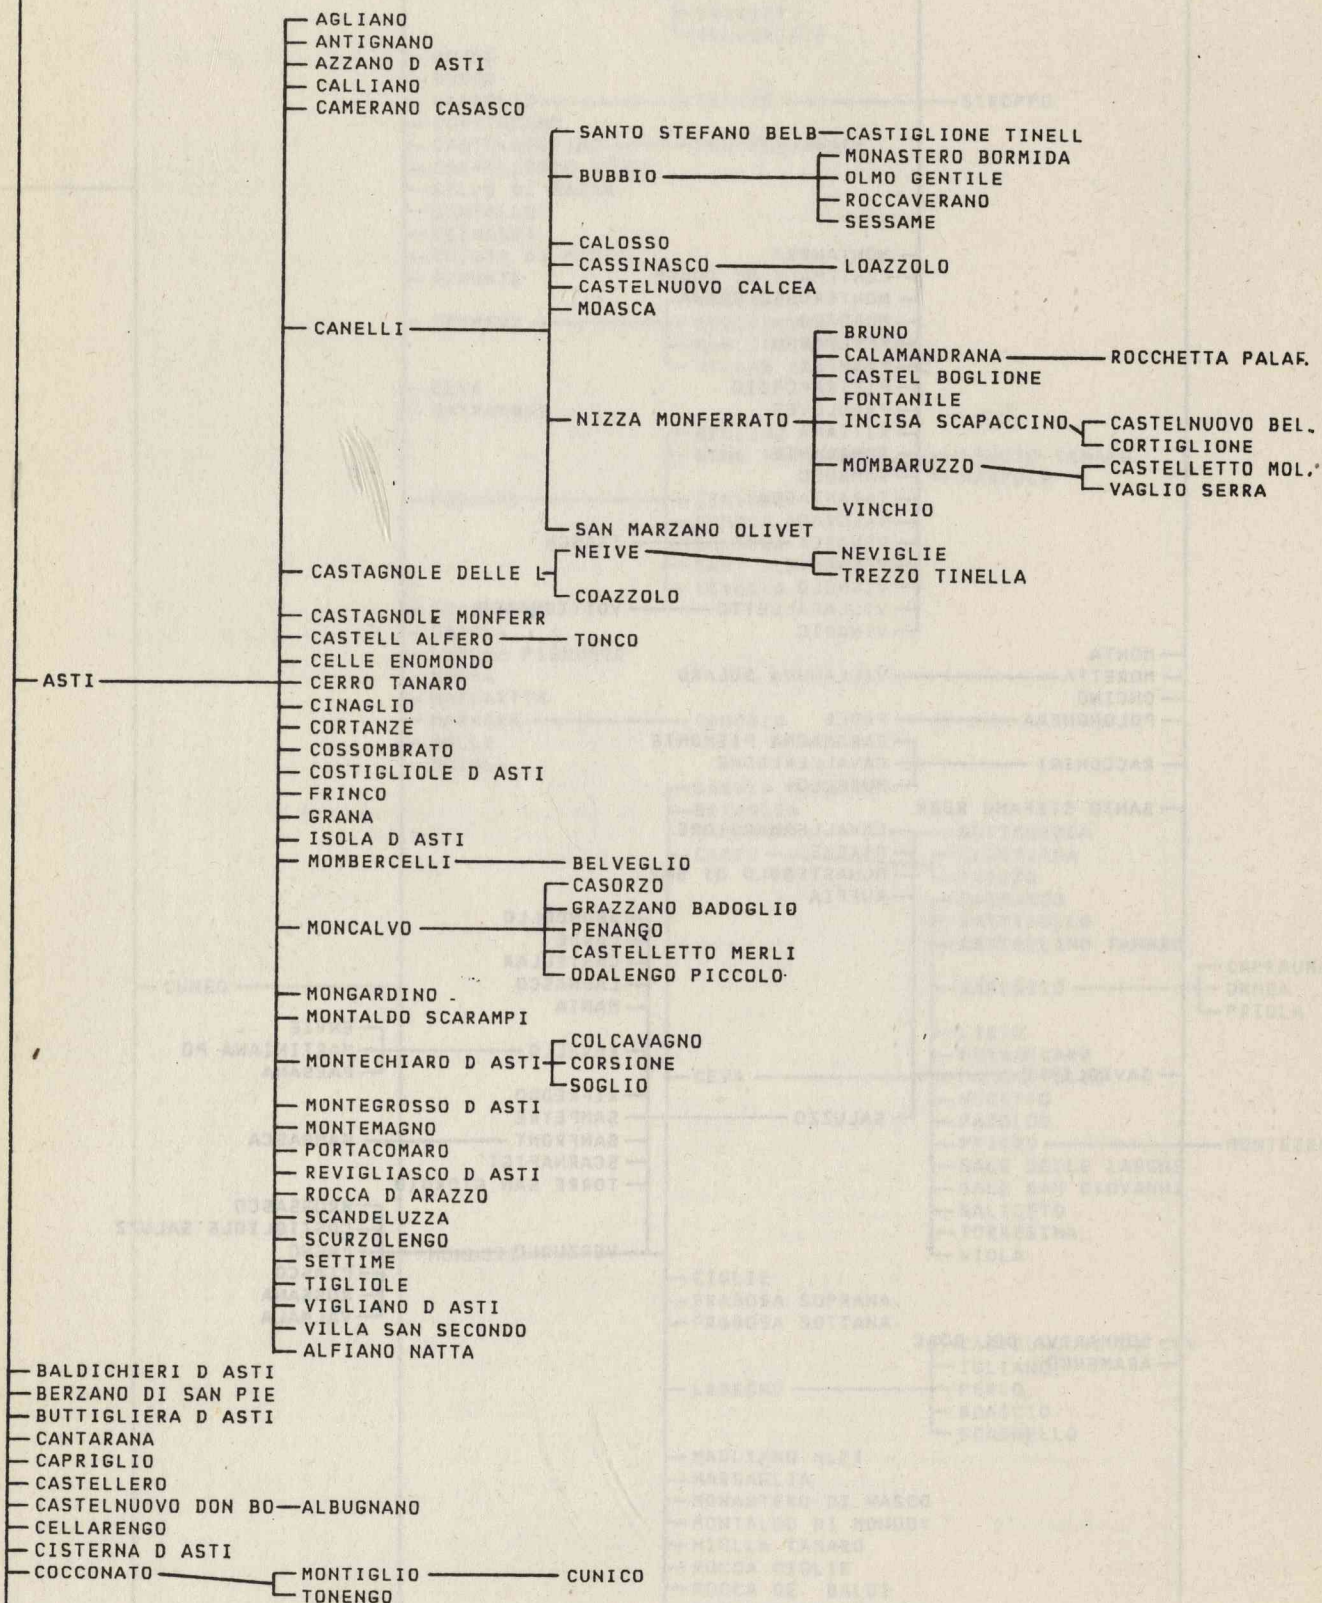 AGLIANO
ANTIGNANO
AZZANO D ASTI
CALLIANO
CAMERANO CASASCO
SANTO STEFANO BELB CASTIGLIONE TINELL
MONASTERO BORMIDA
BUBBIO OLMO GENTILE
ROCCAVERANO
SESSAME
CALOSSO
CASSINASCO LOAZZOLO
CASTELNUOVO CALCEA
MOASCA
CANELLI BRUNO
CALAMANDRANA ROCCHETTA PALAF.
CASTEL BOGLIONE
FONTANILE
NIZZA MONFERRATO INCISA SCAPACCINO CASTELNUOVO BEL.
CORTIGLIONE
MOMBARUZZO CASTELLETTO MOL.
VAGLIO SERRA
VINCHIO
SAN MARZANO OLIVET
NEIVE NEVIGLIE
CASTAGNOLE DELLE L TREZZO TINELLA
COAZZOLO
CASTAGNOLE MONFERR
CASTELL ALFERO TONCO
CELLE ENOMONDO
ASTI CERRO TANARO
CINAGLIO
CORTANZE
COSSOMBRATO
COSTIGLIOLE D ASTI
FRINCO
GRANA
ISOLA D ASTI
MOMBERCELLI BELVEGLIO
CASORZO
GRAZZANO BADOGLIO
MONCALVO PENANGO
CASTELLETTO MERLI
ODALENGO PICCOLO
MONGARDINO
MONTALDO SCARAMPI
COLCAVAGNO
MONTECHIARO D ASTI CORSIONE
SOGLIO
MONTEGROSSO D ASTI
MONTEMAGNO
PORTACOMARO
REVIGLIASCO D ASTI
ROCCA D ARAZZO
SCANDELUZZA
SCURZOLENGO
SETTIME
TIGLIOLE
VIGLIANO D ASTI
VILLA SAN SECONDO
ALFIANO NATTA
BALDICHIERI D ASTI
BERZANO DI SAN PIE
BUTTIGLIERA D ASTI
CANTARANA
CAPRIGLIO
CASTELLERO
CASTELNUOVO DON BO ALBUGNANO
CELLARENGO
CISTERNA D ASTI
COCCONATO MONTIGLIO CUNICO
TONENGO